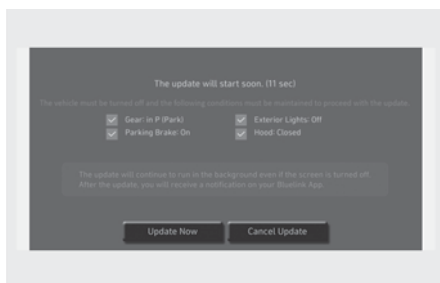 The update will start soon. (11 sec)
The vehicle must be turned off and the following conditions must be maintained to proceed with the update.
Gear: in P (Park)
Exterior Lights: Off
Parking Brake: On
Hood: Closed
The update will continue to run in the background even if the screen is turned off.
After the update, you will receive a notification on your Bluelink App.
Update Now
Cancel Update